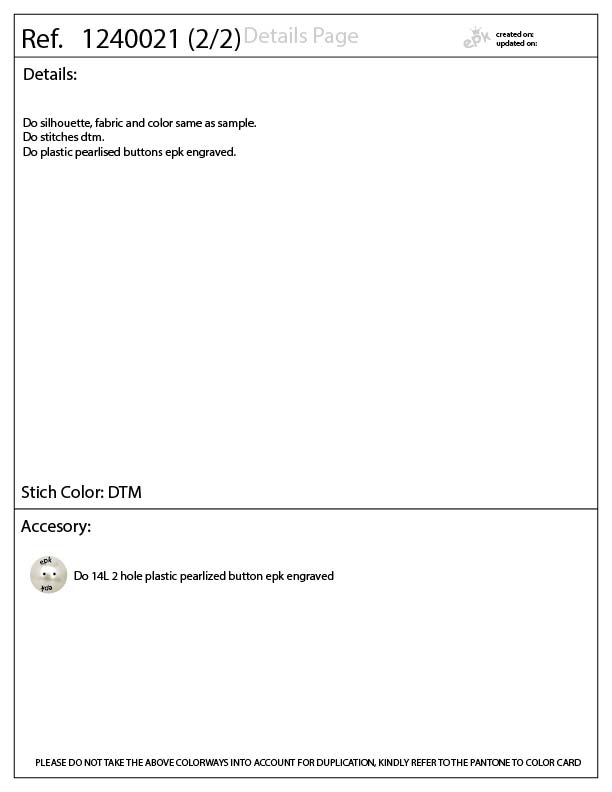 Ref. 1240021 (2/2) Details Page
epk
created on:
updated on:
Details:
Do silhouette, fabric and color same as sample.
Do stitches dtm.
Do plastic pearlised buttons epk engraved.
Stich Color: DTM
Accesory:
epk
epk
Do 14L 2 hole plastic pearlized button epk engraved
PLEASE DO NOT TAKE THE ABOVE COLORWAYS INTO ACCOUNT FOR DUPLICATION, KINDLY REFER TO THE PANTONE TO COLOR CARD